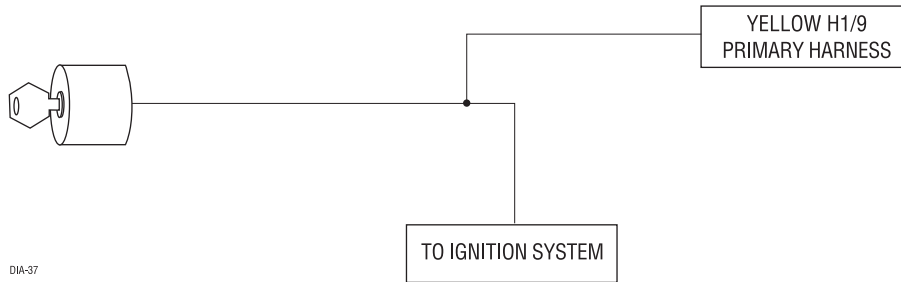 YELLOW H1/9
PRIMARY HARNESS
TO IGNITION SYSTEM
DIA-37